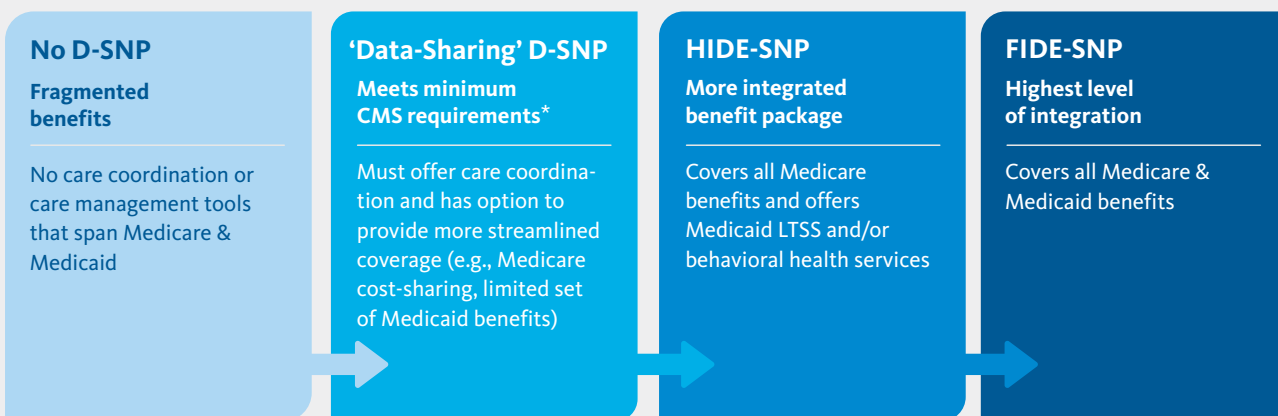 No D-SNP
Fragmented
benefits
No care coordination or
care management tools
that span Medicare &
Medicaid
‘Data-Sharing’ D-SNP
Meets minimum
CMS requirements*
Must offer care coordina-
tion and has option to
provide more streamlined
coverage (e.g., Medicare
cost-sharing, limited set
of Medicaid benefits)
HIDE-SNP
More integrated
benefit package
Covers all Medicare
benefits and offers
Medicaid LTSS and/or
behavioral health services
FIDE-SNP
Highest level
of integration
Covers all Medicare &
Medicaid benefits